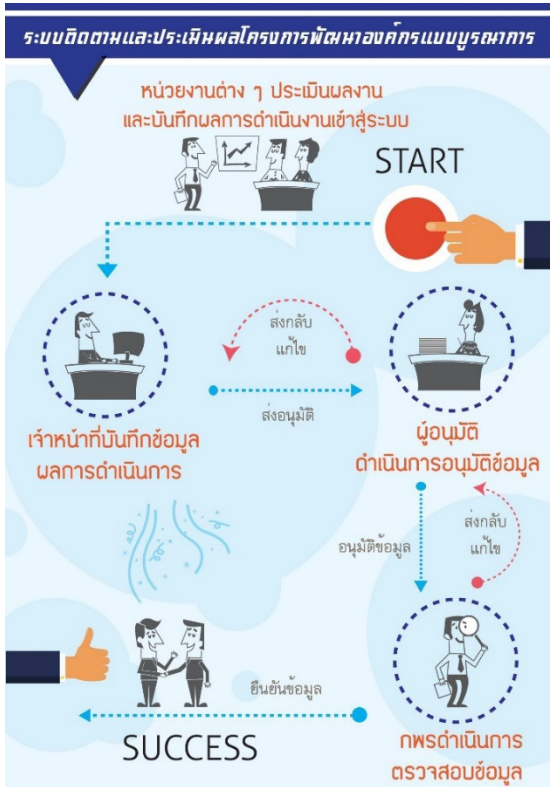 ระบบติดตามและประเมินผลโครงการพัฒนาองค์กรแบบบูรณาการ
หน่วยงานต่าง ๆ ประเมินผลงาน
และบันทึกผลการดำเนินงานเข้าสู่ระบบ
START
ส่งกลับ
แก้ไข
ส่งอนุมัติ
เจ้าหน้าที่บันทึกข้อมูล
ผลการดำเนินการ
ผู้อนุมัติ
ดำเนินการอนุมัติข้อมูล
ส่งกลับ
แก้ไข
อนุมัติข้อมูล
ยืนยันข้อมูล
SUCCESS
กพรดำเนินการ
ตรวจสอบข้อมูล